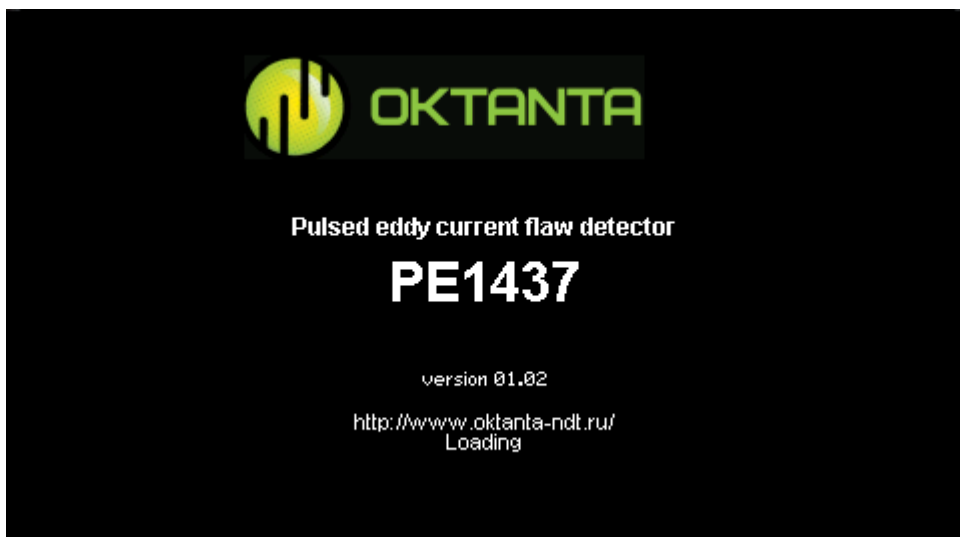 OKTANTA
Pulsed eddy current flaw detector
PE1437
version 01.02
http://www.oktanta-ndt.ru/
Loading